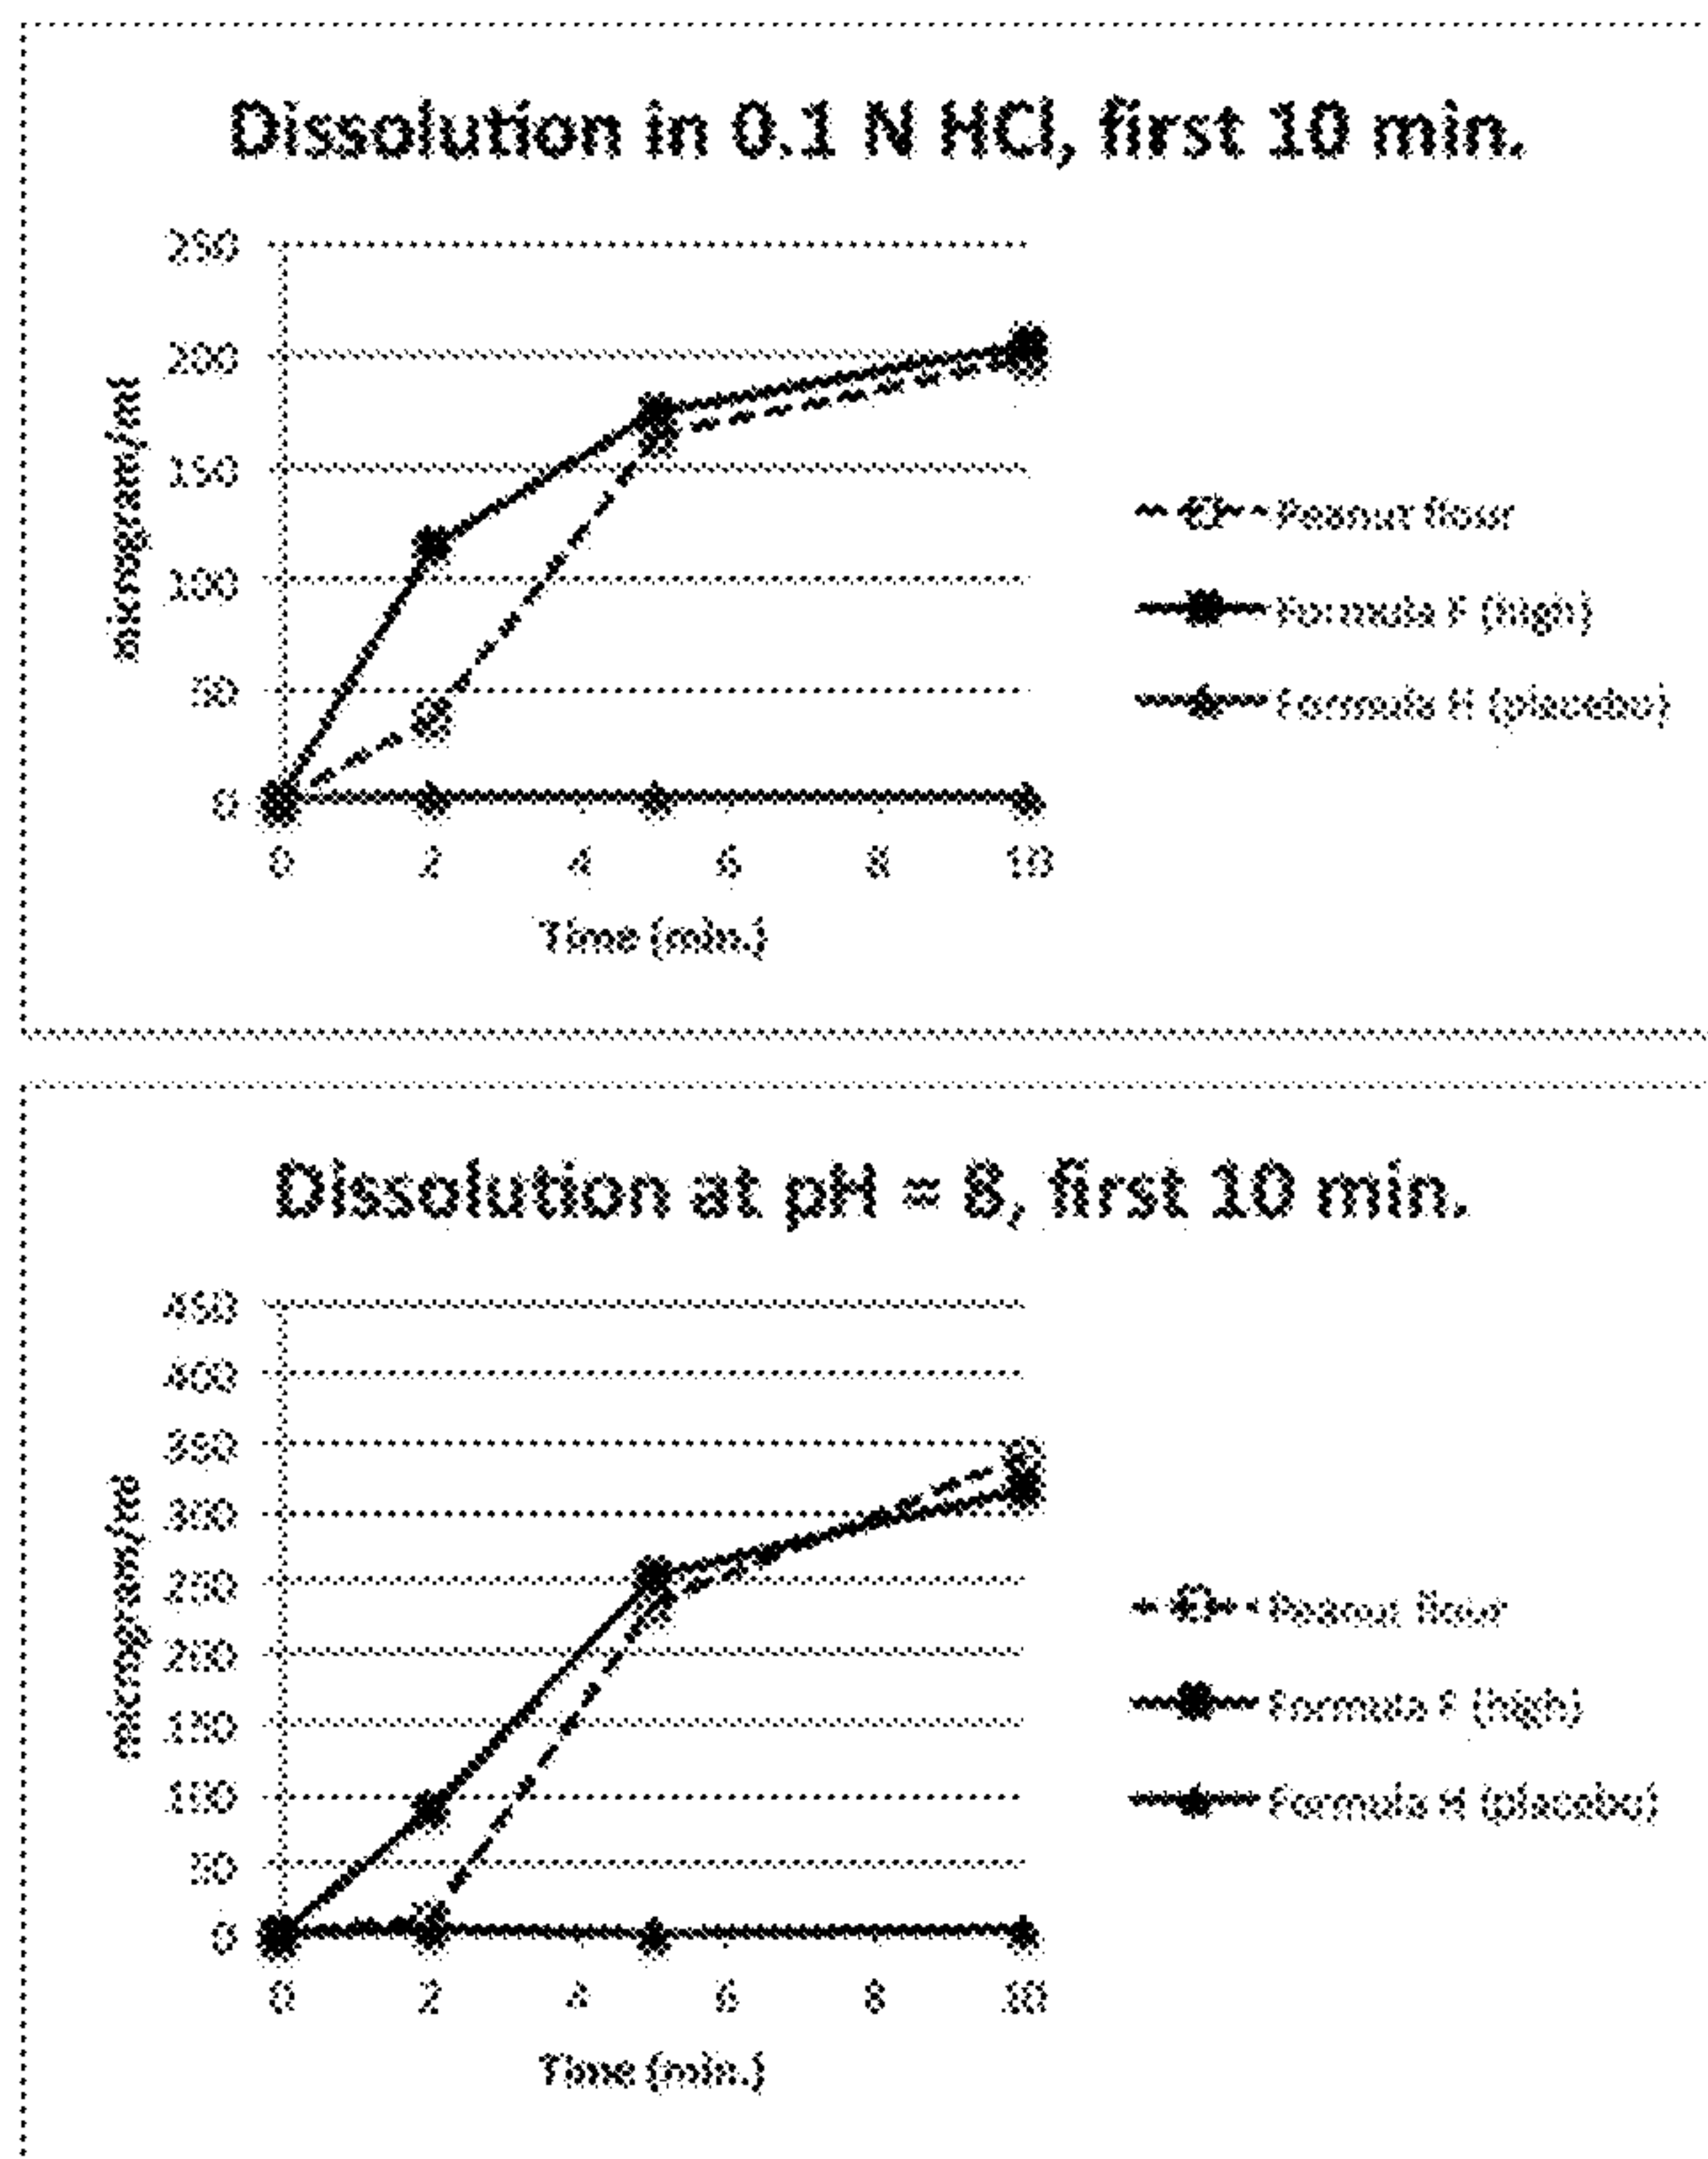 Dissolution in 0.1 N HCl, first 10 min.
250
200
150
100
50
0
microgram/ml
0 2 4 6 8 10
Time (min.)
Peanut flour
Formula F (high)
Formula H (placebo)
Dissolution at pH = 8, first 10 min.
450
400
350
300
250
200
150
100
50
0
microgram/ml
0 2 4 6 8 10
Time (min.)
Peanut flour
Formula F (high)
Formula H (placebo)